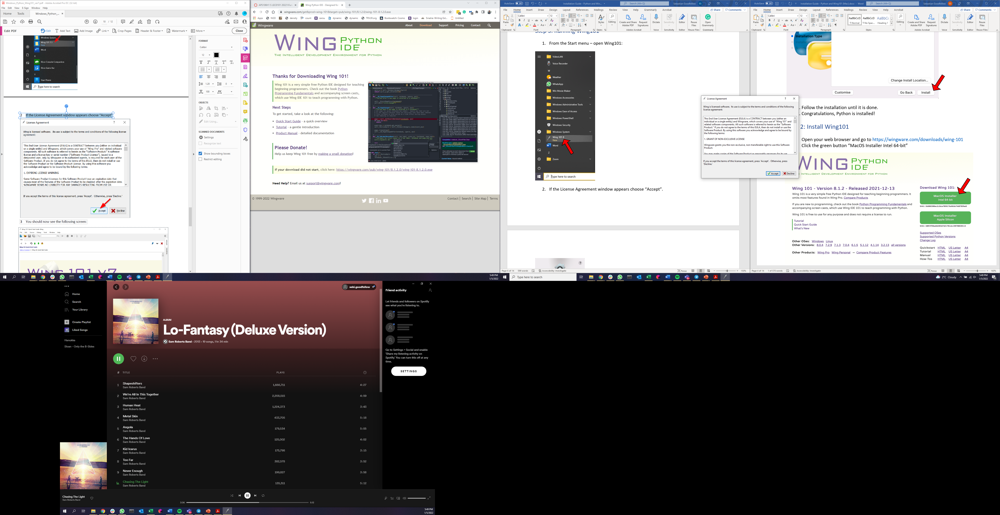 Windows_Python_Wing101_ver7.pdf - Adobe Acrobat Pro DC (32-bit)
File Edit View E-Sign Window Help
Home Tools Windows_Python_...
10 / 12
Edit PDF Edit Add Text Add Image Link Crop Pages Header & Footer Watermark More Close
Windows System
Wing 101 7.1
New
Word
X
Xbox Console Companion
Xbox Game Bar
Y
Your Phone
Type here to search
2 If the License Agreement window appears choose “Accept”
License Agreement
Wing is licensed software. Its use is subject to the terms and conditions of the following license
agreement:
This End User License Agreement (EULA) is a CONTRACT between you (either an individual
or a single entity) and Wingware, which covers your use of "Wing Pro" and related software
components. All such software is referred to herein as the "Software Product." A software
license and a license key or serial number ("Software Product License"), issued to a
designated user, only by Wingware or its authorized agents, is required for each user of the
Software Product. If you do not agree to the terms of this EULA, then do not install or use
the Software Product or the Software Product License. By using this software you
acknowledge and agree to be bound by the following terms:
1. EXPIRING LICENSE WARNING
Some Software Product Licenses for this Software Product have an expiration date that
causes most of the features of the Software Product to be disabled after the expiration date.
WINGWARE BEARS NO LIABILITY FOR ANY DAMAGES RESULTING FROM USE OR
If you accept the terms of this license agreement, press 'Accept'. Otherwise, press 'Decline.'
Accept Decline
3 You should now see the following screen:
Wing 101 Quick Start Guide: Wing
File Edit Source Debug Tools Window Help
Wing 101 Quick Start Guide
FORMAT
Calibri
12
1.20 0
100
OBJECTS
Edit Using...
SCANNED DOCUMENTS
Settings
Recognize text
Show bounding boxes
Restrict editing
APS106H1 S LEC0101 20221:Fun
Wing Python IDE - Designed for
wingware.com/get&prod=wing-101&target=pub/wing-101/8.1.2.0/wing-101-8.1.2.0.exe
Apps NGD density count carou dynamic dynamic TRVLR.org Bootswatch: Cosmo login Sinatra: Writing Ext... Untitled
Wingware About Download Support Pricing Contact
WING PYTHON IDE
THE INTELLIGENT DEVELOPMENT ENVIRONMENT FOR PYTHON
Thanks for Downloading Wing 101!
Wing 101 is a very simple free Python IDE designed for teaching
beginning programmers. Check out the book Python
Programming Fundamentals and accompanying screen casts,
which use Wing IDE 101 to teach programming with Python.
Next Steps
To get started, take a look at the following:
• Quick Start Guide - a quick overview
• Tutorial - a gentle introduction
• Product Manual - detailed documentation
Please Donate!
Help us keep Wing 101 free by making a small donation!
If your download did not start, click here: https://wingware.com/pub/wing-101/8.1.2.0/wing-101-8.1.2.0.exe
Need Help? Email us at support@wingware.com!
© 1999-2022 Wingware
Contact | Search | Site Map | Terms
5:49 PM
1/5/2022
AutoSave Off Installation Guide - Python and Win... Search (Alt+Q) Sebastian Goodfellow SG
File Home Insert Draw Design Layout References Mailings Review View Help Grammarly Acrobat Share Comments
Paste Calibri 12 Styles Editing Create and Share Adobe PDF Request Signatures Dictate Sensitivity Editor Reuse Files Open Grammarly
Clipboard Font Paragraph Styles Adobe Acrobat Voice Sensitivity Editor Reuse Files Grammarly
1. From the Start menu – open Wing101:
VideoLAN
Voice Recorder
W
Weather
WhatsApp
Win Movie Maker
Windows Accessories
Windows Administrative Tools
Windows Ease of Access
Windows PowerShell
Windows Security
Windows System
Wing 101 8
New
Word
Z
Zoom
Type here to search
2. If the License Agreement window appears choose “Accept”.
Page 6 of 14 599 words Accessibility: Investigate Focus 150%
AutoSave Off Installation Guide - Python and Wing101 (Mac).docx - Word Search (Alt+Q) Sebastian Goodfellow SG
File Home Insert Draw Design Layout References Mailings Review View Help Acrobat Share Comments
Paste Calibri 12 AaBbCcD AaBbCcD AaBbCc Editing Create and Share Adobe PDF Request Signatures Dictate Sensitivity Editor Reuse Files
1 Normal 1 No Spac... Heading 1
Clipboard Font Paragraph Styles Adobe Acrobat Voice Sensitivity Editor Reuse Files
Installation Type
Change Install Location...
Customise Go Back Install
Follow the installation until it is done.
Congratulations, Python is installed!
2: Install Wing101
Open your web browser and go to https://wingware.com/downloads/wing-101
Click the green button “MacOS Installer Intel 64-bit”
WING PYTHON IDE
INTELLIGENT DEVELOPMENT ENVIRONMENT FOR PYTHON
Wing 101 - Version 8.1.2 - Released 2021-12-13
Wing 101 is a very simple free Python IDE designed for teaching beginning programmers. It
omits most features found in Wing Pro. Compare Products
If you are new to programming, check out the book Python Programming Fundamentals and
accompanying screen casts, which use Wing IDE 101 to teach programming with Python.
Wing 101 is free to use for any purpose and does not require a license to run.
Tutorial
Quick Start Guide
What's New
Other OSes: Windows Linux
Other Versions: 8.0.4 7.2.9 7.1.3 7.0.4 6.1.5 5.1.12 4.1.14 3.2.13 all versions
Other Products: Wing Pro Wing Personal — Compare Product Features
Download Wing 101:
MacOS Installer
Intel 64-bit
MacOS Installer
Apple Silicon
Supported OSes
Supported Python Versions
Change Log
Quickstart HTML US Letter A4
Tutorial HTML US Letter A4
Manual HTML US Letter A4
How-Tos HTML US Letter A4
Page 4 of 14 1 of 570 words Accessibility: Investigate Focus 160%
License Agreement
Wing is licensed software. Its use is subject to the terms and conditions of the following
license agreement:
This End User License Agreement (EULA) is a CONTRACT between you (either an
individual or a single entity) and Wingware, which covers your use of "Wing 101" and
related software components. All such software is referred to herein as the "Software
Product." If you do not agree to the terms of this EULA, then do not install or use the
Software Product. By using this software you acknowledge and agree to be bound by
the following terms:
1. GRANT OF NON-EXCLUSIVE LICENSE
Wingware grants you the non-exclusive, non-transferable right to use this Software
Product.
You may make copies of the Software Product as reasonably necessary for its use
If you accept the terms of this license agreement, press 'Accept'. Otherwise, press
'Decline.'
Accept Decline
Type here to search
2°C Cloudy
5:49 PM
1/5/2022
Home
Search
Your Library
Create Playlist
Liked Songs
Hanukka
Sloan - Only the B-Sides
sebi.goodfellow
ALBUM
Lo-Fantasy (Deluxe Version)
Sam Roberts Band • 2013 • 19 songs, 1 hr 34 min
# TITLE PLAYS
1 Shapeshifters 1,666,711 4:27
Sam Roberts Band
2 We're All In This Together 2,208,515 4:59
Sam Roberts Band
3 Human Heat 1,224,373 3:43
Sam Roberts Band
4 Metal Skin 433,705 5:18
Sam Roberts Band
5 Angola 179,534 5:05
Sam Roberts Band
6 The Hands Of Love 125,002 4:02
Sam Roberts Band
7 Kid Icarus 175,798 3:15
Sam Roberts Band
8 Too Far 382,578 3:52
Sam Roberts Band
9 Never Enough 199,827 3:58
Sam Roberts Band
Chasing The Light 135,311 5:12
Sam Roberts Band
Friend activity
Let friends and followers on Spotify
see what you're listening to.
Go to Settings > Social and enable
'Share my listening activity on
Spotify.' You can turn this off at any
time.
SETTINGS
Chasing The Light
Sam Roberts Band
3:06 5:12
5:49 PM
1/5/2022